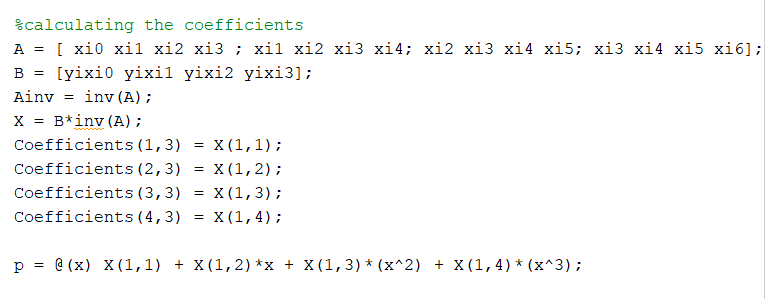 %calculating the coefficients
A = [ xi0 xi1 xi2 xi3 ; xi1 xi2 xi3 xi4; xi2 xi3 xi4 xi5; xi3 xi4 xi5 xi6];
B = [yixi0 yixi1 yixi2 yixi3];
Ainv = inv(A);
X = B*inv(A);
Coefficients(1,3) = X(1,1);
Coefficients(2,3) = X(1,2);
Coefficients(3,3) = X(1,3);
Coefficients(4,3) = X(1,4);
p = @(x) X(1,1) + X(1,2)*x + X(1,3)*(x^2) + X(1,4)*(x^3);